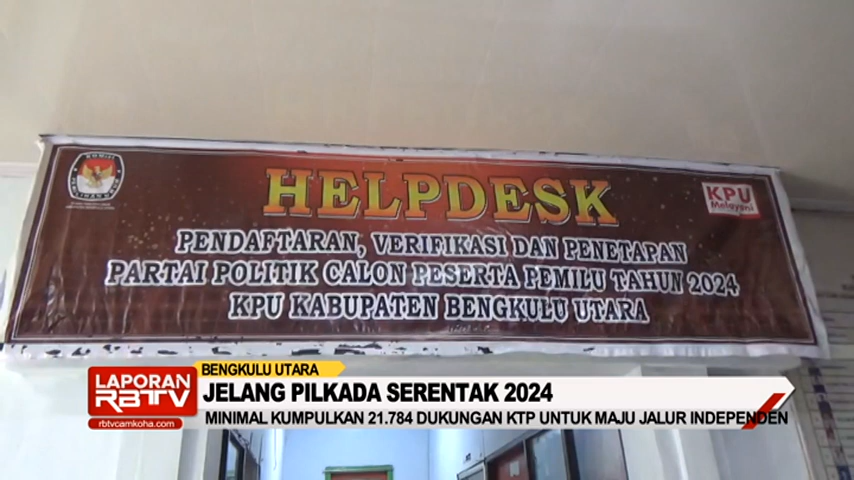 KOMISI
HELPDESK
KPU
Melayani
PENDAFTARAN, VERIFIKASI DAN PENETAPAN
PARTAI POLITIK CALON PESERTA PEMILU TAHUN 2024
KPU KABUPATEN BENGKULU UTARA
BENGKULU UTARA
LAPORAN
RBTV
rbtvcamkoha.com
JELANG PILKADA SERENTAK 2024
MINIMAL KUMPULKAN 21.784 DUKUNGAN KTP UNTUK MAJU JALUR INDEPENDEN